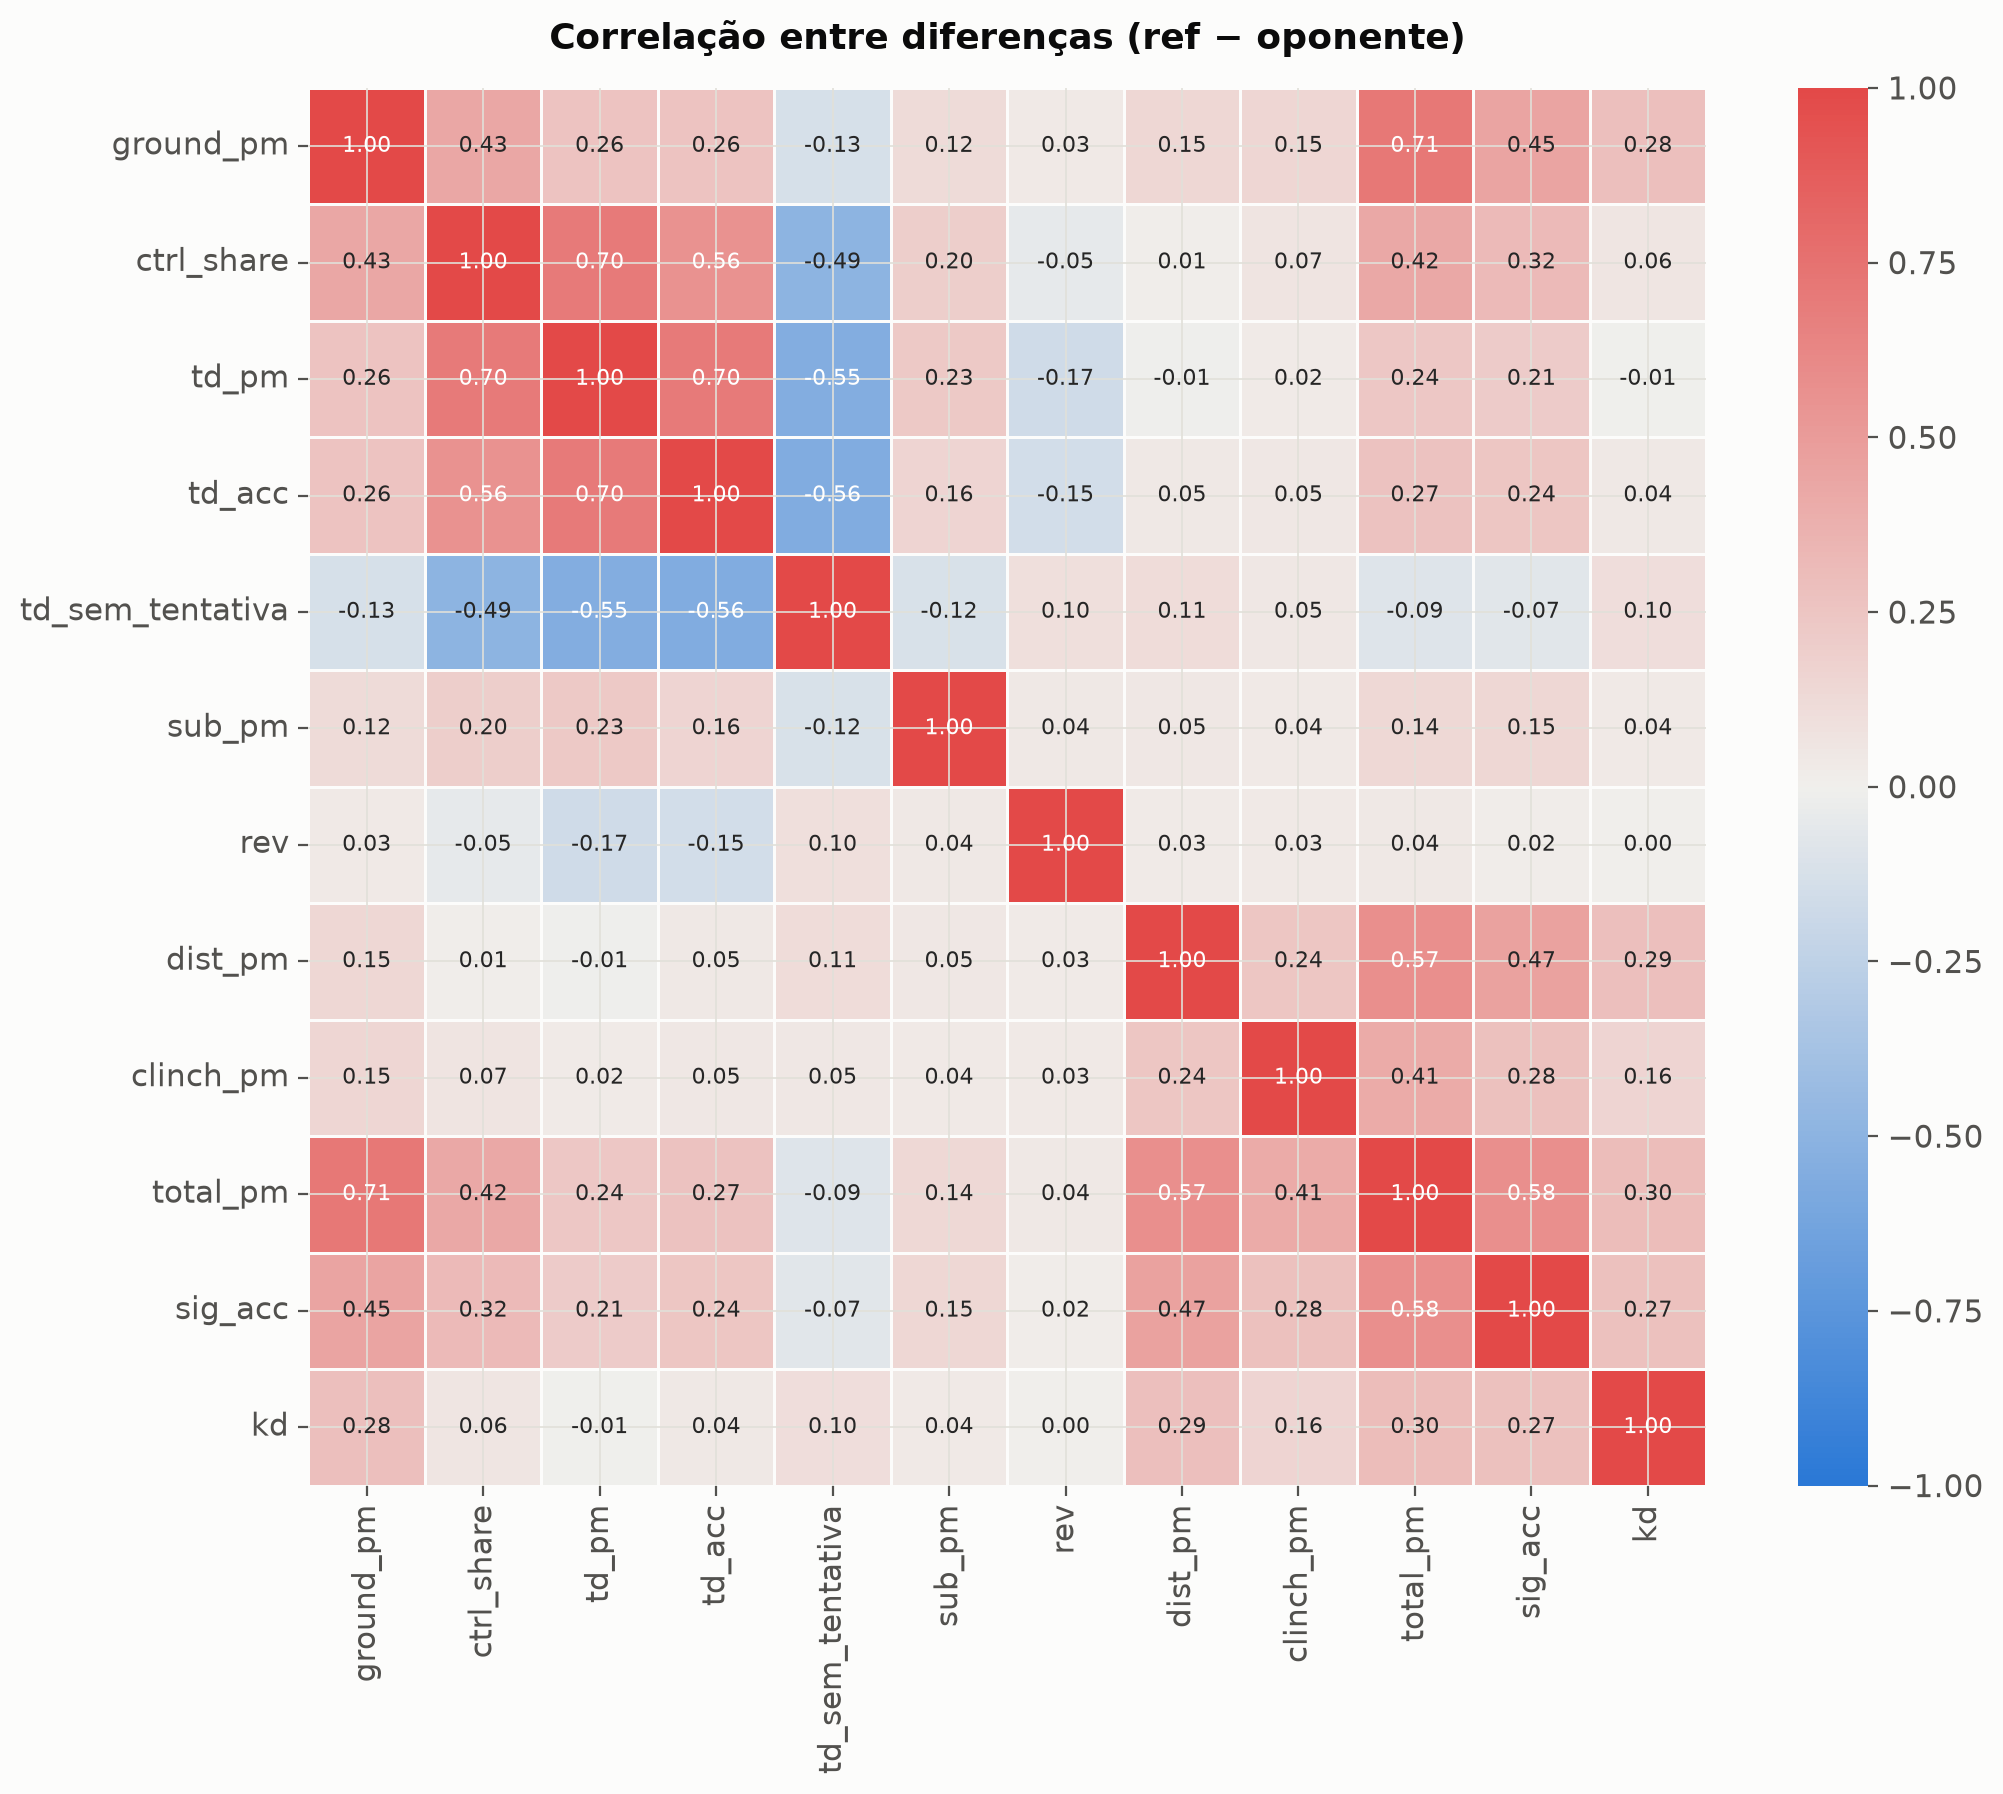 Correlação entre diferenças (ref − oponente)
ground_pm 1.00 0.43 0.26 0.26 -0.13 0.12 0.03 0.15 0.15 0.71 0.45 0.28
ctrl_share 0.43 1.00 0.70 0.56 -0.49 0.20 -0.05 0.01 0.07 0.42 0.32 0.06
td_pm 0.26 0.70 1.00 0.70 -0.55 0.23 -0.17 -0.01 0.02 0.24 0.21 -0.01
td_acc 0.26 0.56 0.70 1.00 -0.56 0.16 -0.15 0.05 0.05 0.27 0.24 0.04
td_sem_tentativa -0.13 -0.49 -0.55 -0.56 1.00 -0.12 0.10 0.11 0.05 -0.09 -0.07 0.10
sub_pm 0.12 0.20 0.23 0.16 -0.12 1.00 0.04 0.05 0.04 0.14 0.15 0.04
rev 0.03 -0.05 -0.17 -0.15 0.10 0.04 1.00 0.03 0.03 0.04 0.02 0.00
dist_pm 0.15 0.01 -0.01 0.05 0.11 0.05 0.03 1.00 0.24 0.57 0.47 0.29
clinch_pm 0.15 0.07 0.02 0.05 0.05 0.04 0.03 0.24 1.00 0.41 0.28 0.16
total_pm 0.71 0.42 0.24 0.27 -0.09 0.14 0.04 0.57 0.41 1.00 0.58 0.30
sig_acc 0.45 0.32 0.21 0.24 -0.07 0.15 0.02 0.47 0.28 0.58 1.00 0.27
kd 0.28 0.06 -0.01 0.04 0.10 0.04 0.00 0.29 0.16 0.30 0.27 1.00
ground_pm
ctrl_share
td_pm
td_acc
td_sem_tentativa
sub_pm
rev
dist_pm
clinch_pm
total_pm
sig_acc
kd
1.00
0.75
0.50
0.25
0.00
−0.25
−0.50
−0.75
−1.00